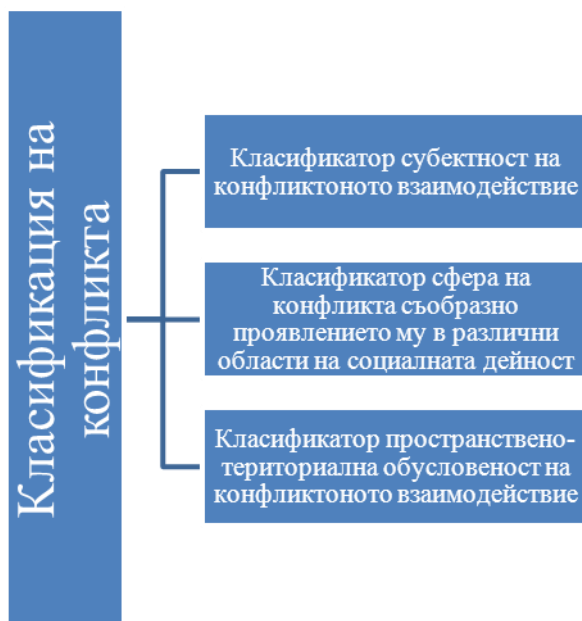 Класификация на
конфликта
Класификатор субектност на
конфликтоното взаимодействие
Класификатор сфера на
конфликта съобразно
проявлението му в различни
области на социалната дейност
Класификатор пространствено-
териториална обусловеност на
конфликтоното взаимодействие